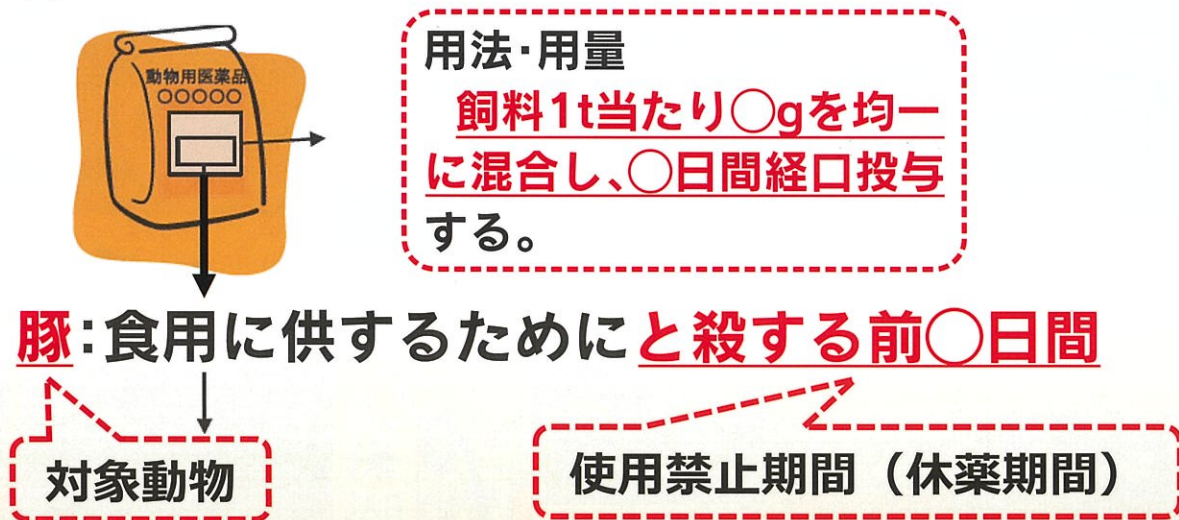 動物用医薬品
○○○○○
用法・用量
飼料1t当たり○gを均一
に混合し、○日間経口投与
する。
豚:食用に供するためにと殺する前○日間
対象動物
使用禁止期間（休薬期間）